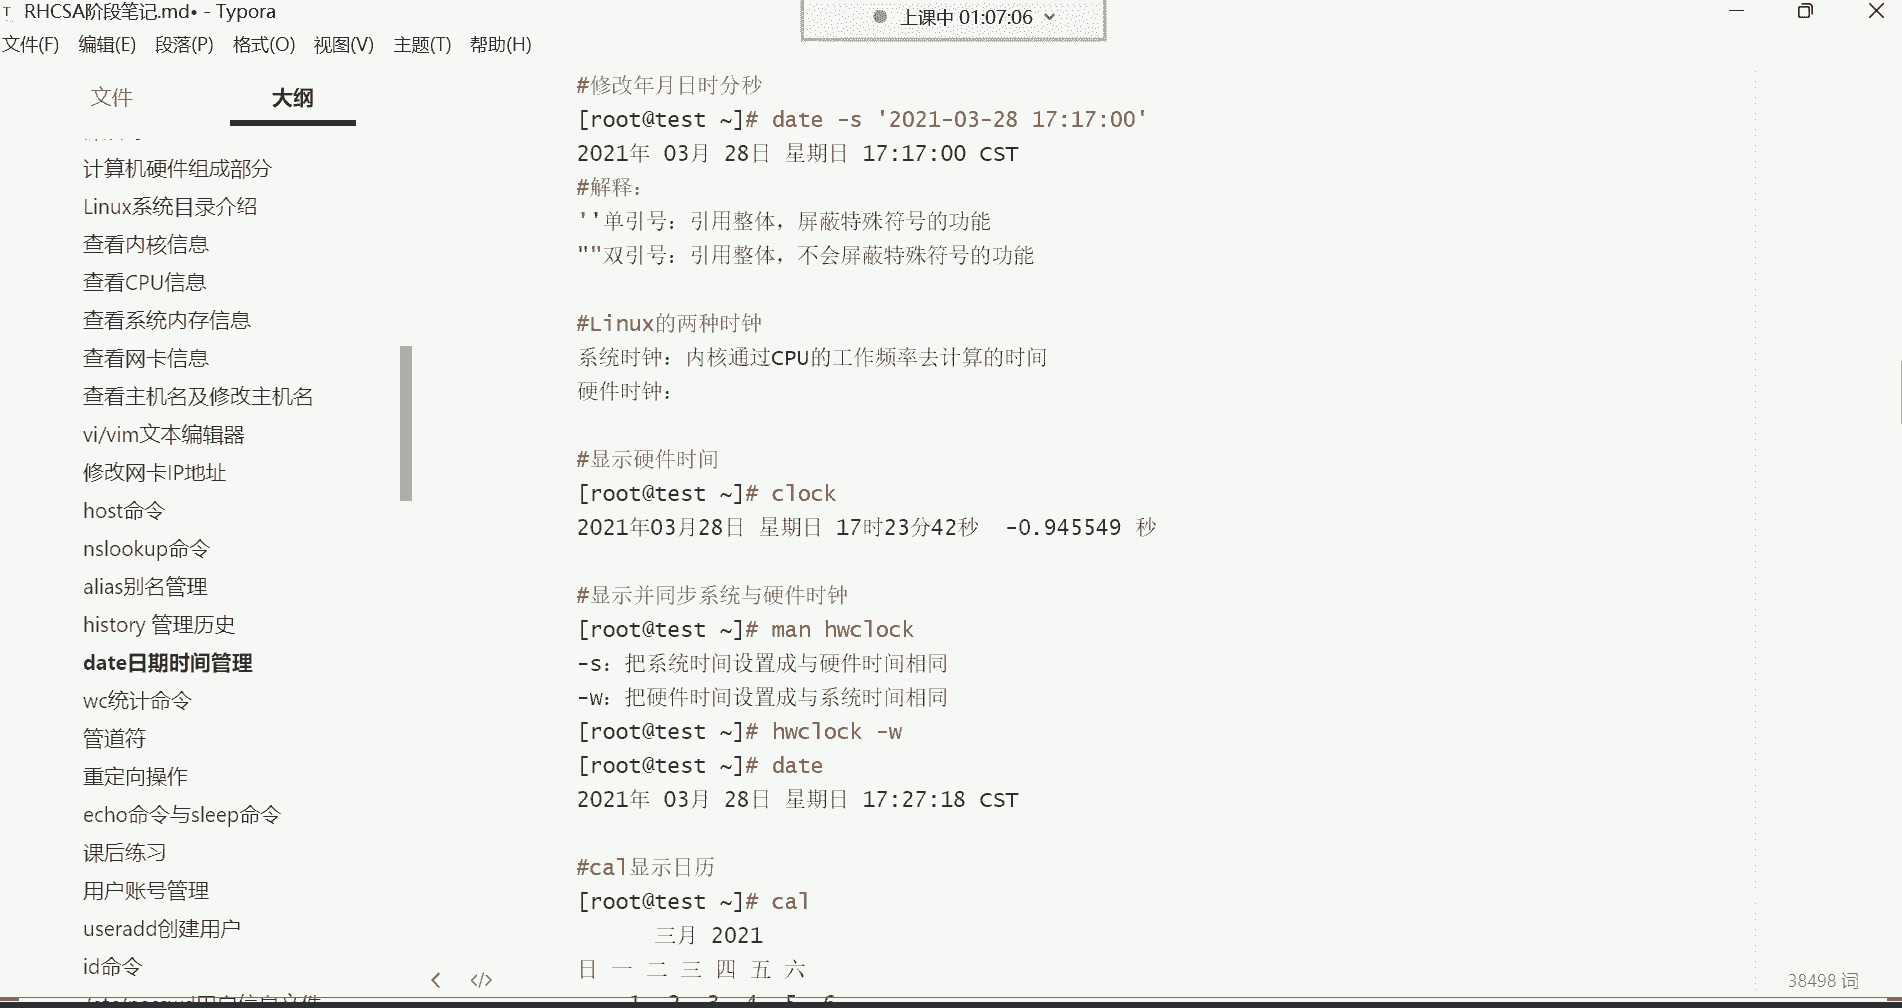 RHCSA阶段笔记.md• - Typora
上课中 01:07:06
文件(F) 编辑(E) 段落(P) 格式(O) 视图(V) 主题(T) 帮助(H)
文件 大纲
计算机硬件组成部分
Linux系统目录介绍
查看内核信息
查看CPU信息
查看系统内存信息
查看网卡信息
查看主机名及修改主机名
vi/vim文本编辑器
修改网卡IP地址
host命令
nslookup命令
alias别名管理
history 管理历史
date日期时间管理
wc统计命令
管道符
重定向操作
echo命令与sleep命令
课后练习
用户账号管理
useradd创建用户
id命令
#修改年月日时分秒
[root@test ~]# date -s '2021-03-28 17:17:00'
2021年 03月 28日 星期日 17:17:00 CST
#解释：
''单引号：引用整体，屏蔽特殊符号的功能
""双引号：引用整体，不会屏蔽特殊符号的功能
#Linux的两种时钟
系统时钟：内核通过CPU的工作频率去计算的时间
硬件时钟：
#显示硬件时间
[root@test ~]# clock
2021年03月28日 星期日 17时23分42秒  -0.945549 秒
#显示并同步系统与硬件时钟
[root@test ~]# man hwclock
-s：把系统时间设置成与硬件时间相同
-w：把硬件时间设置成与系统时间相同
[root@test ~]# hwclock -w
[root@test ~]# date
2021年 03月 28日 星期日 17:27:18 CST
#cal显示日历
[root@test ~]# cal
三月 2021
日 一 二 三 四 五 六
1 2 3 4 5 6
38498 词